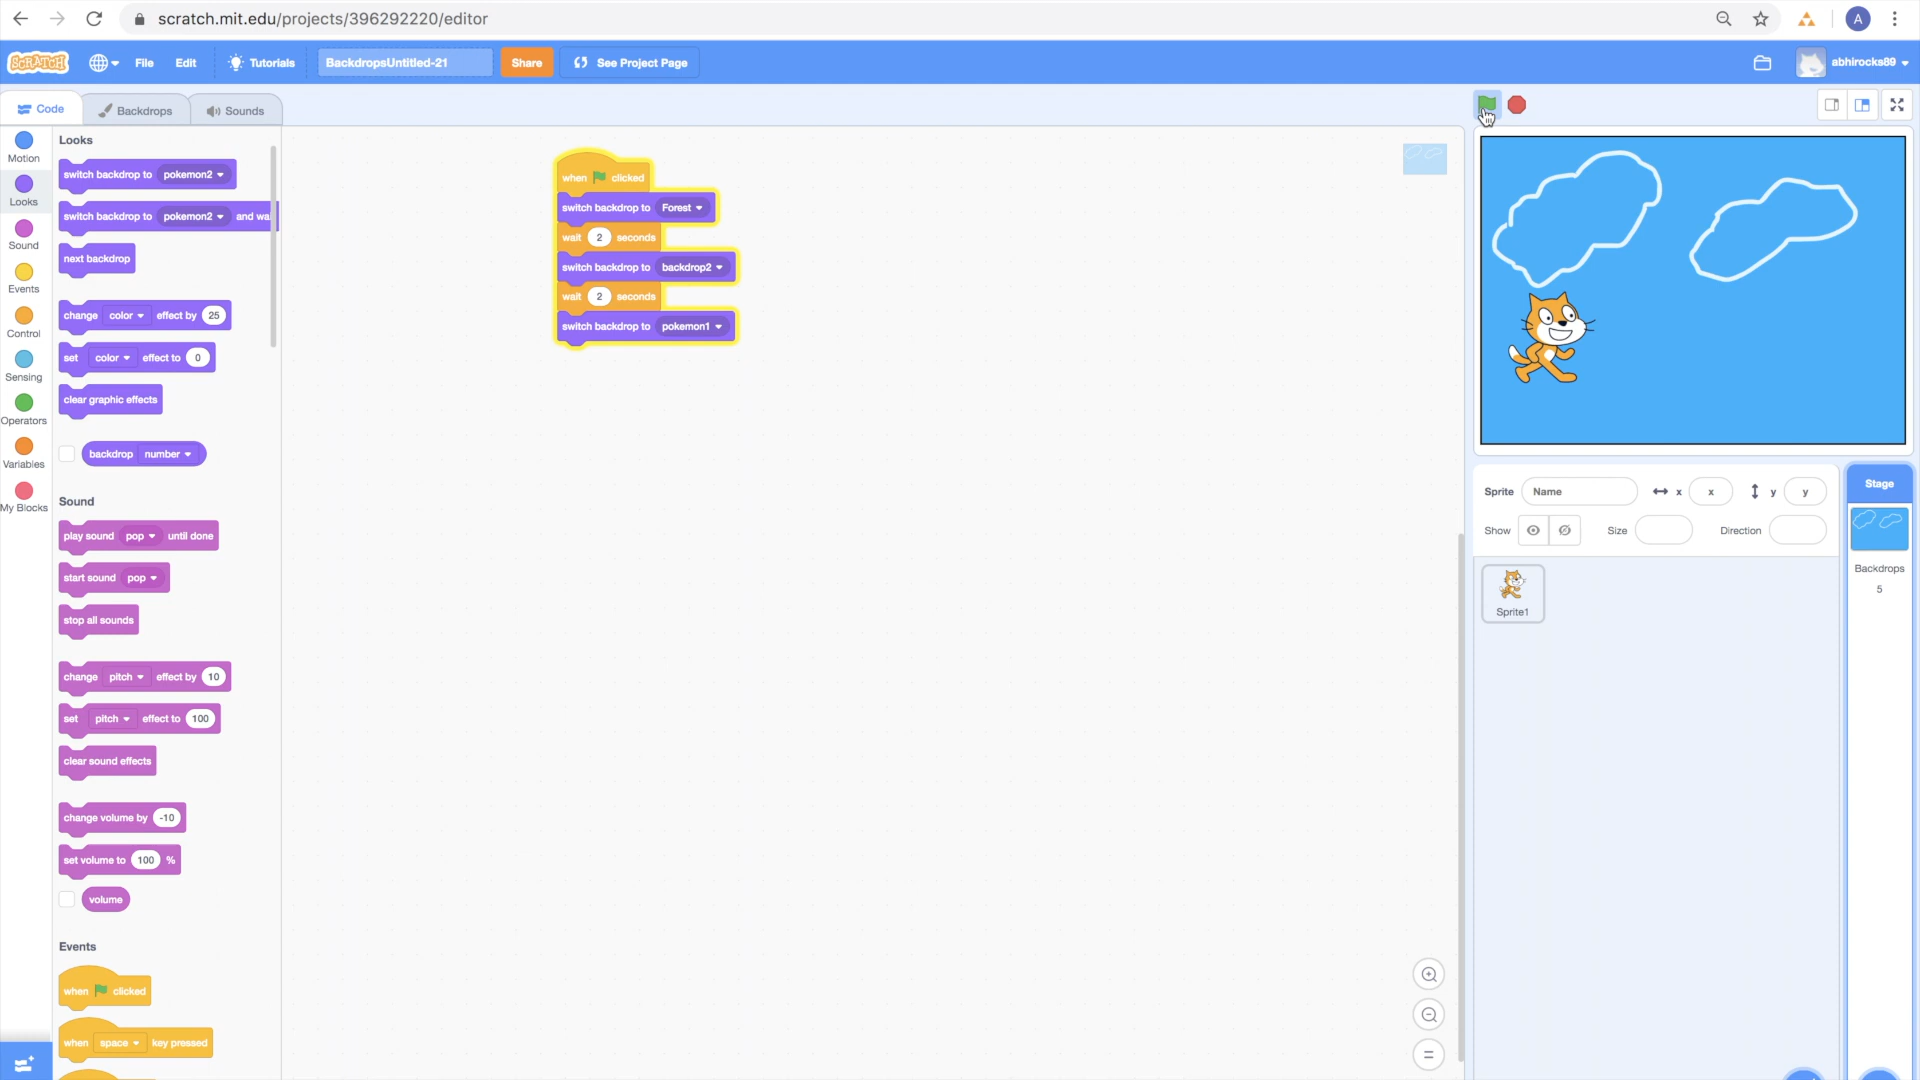 scratch.mit.edu/projects/396292220/editor
A
SCRATCH
File
Edit
Tutorials
BackdropsUntitled-21
Share
See Project Page
abhirocks89
Code
Backdrops
Sounds
Motion
Looks
Sound
Events
Control
Sensing
Operators
Variables
My Blocks
Looks
switch backdrop to pokemon2
switch backdrop to pokemon2 and wa
next backdrop
change color effect by 25
set color effect to 0
clear graphic effects
backdrop number
Sound
play sound pop until done
start sound pop
stop all sounds
change pitch effect by 10
set pitch effect to 100
clear sound effects
change volume by -10
set volume to 100 %
volume
Events
when clicked
when space key pressed
when clicked
switch backdrop to Forest
wait 2 seconds
switch backdrop to backdrop2
wait 2 seconds
switch backdrop to pokemon1
Sprite Name x x y y
Show Size Direction
Sprite1
Stage
Backdrops
5